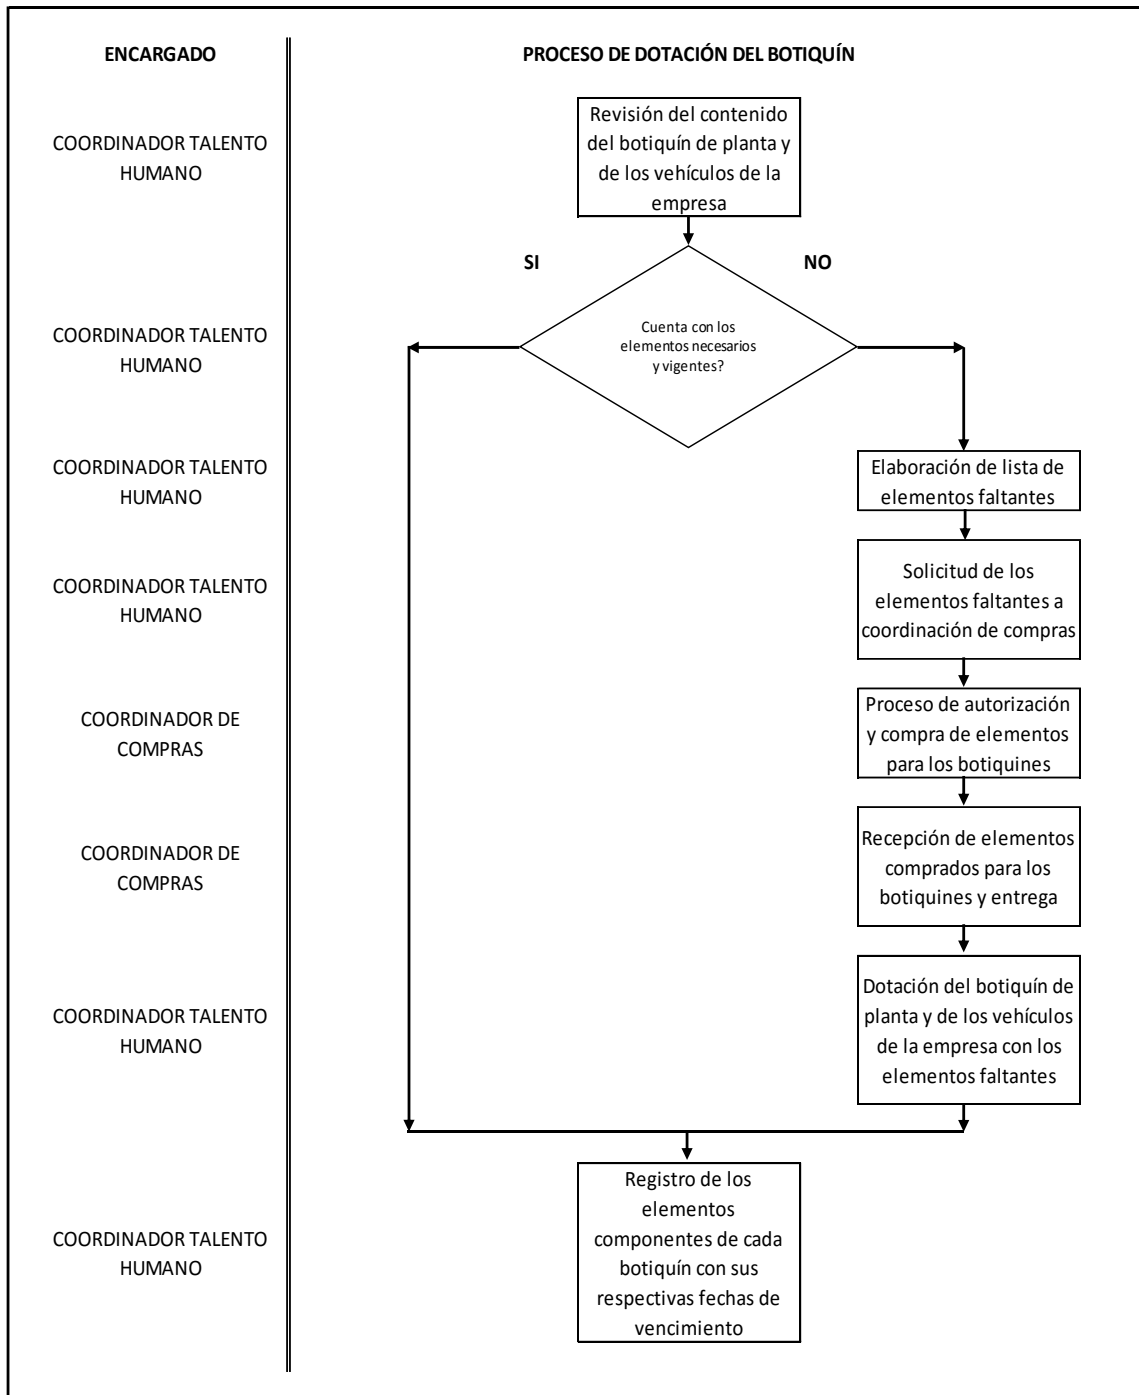 ENCARGADO
PROCESO DE DOTACIÓN DEL BOTIQUÍN
COORDINADOR TALENTO
HUMANO
Revisión del contenido
del botiquín de planta y
de los vehículos de la
empresa
SI
NO
COORDINADOR TALENTO
HUMANO
Cuenta con los
elementos necesarios
y vigentes?
COORDINADOR TALENTO
HUMANO
Elaboración de lista de
elementos faltantes
COORDINADOR TALENTO
HUMANO
Solicitud de los
elementos faltantes a
coordinación de compras
COORDINADOR DE
COMPRAS
Proceso de autorización
y compra de elementos
para los botiquines
COORDINADOR DE
COMPRAS
Recepción de elementos
comprados para los
botiquines y entrega
COORDINADOR TALENTO
HUMANO
Dotación del botiquín de
planta y de los vehículos
de la empresa con los
elementos faltantes
COORDINADOR TALENTO
HUMANO
Registro de los
elementos
componentes de cada
botiquín con sus
respectivas fechas de
vencimiento